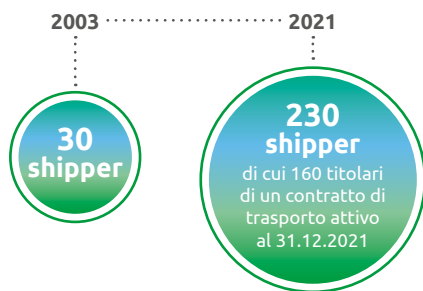 2003
2021
30
shipper
230
shipper
di cui 160 titolari
di un contratto di
trasporto attivo
al 31.12.2021